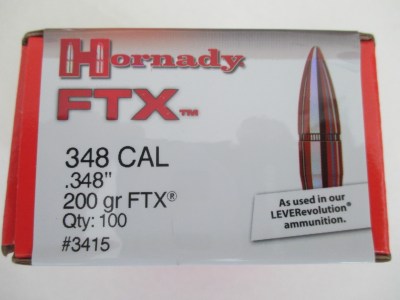 Hornady
FTX™
348 CAL
.348"
200 gr FTX®
Qty: 100
#3415
As used in our
LEVERevolution®
ammunition.